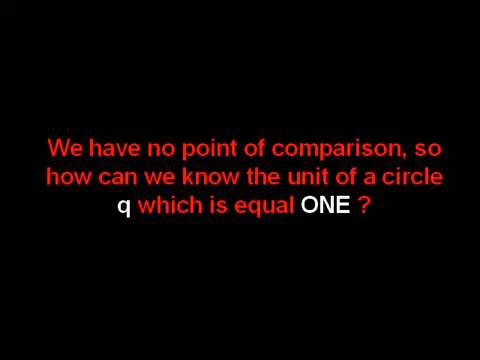 We have no point of comparison, so
how can we know the unit of a circle
q which is equal ONE ?